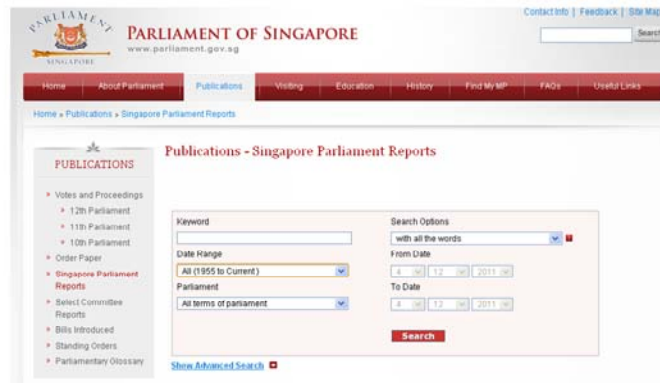 Contact Info | Feedback | Site Map
PARLIAMENT
SINGAPORE
PARLIAMENT OF SINGAPORE
www.parliament.gov.sg
Search
Home
About Parliament
Publications
Visiting
Education
History
Find My MP
FAQs
Useful Links
Home » Publications » Singapore Parliament Reports
PUBLICATIONS
Votes and Proceedings
12th Parliament
11th Parliament
10th Parliament
Order Paper
Singapore Parliament
Reports
Select Committee
Reports
Bills Introduced
Standing Orders
Parliamentary Glossary
Publications - Singapore Parliament Reports
Keyword
Search Options
with all the words
Date Range
From Date
All (1955 to Current)
4 12 2011
Parliament
To Date
All terms of parliament
4 12 2011
Search
Show Advanced Search